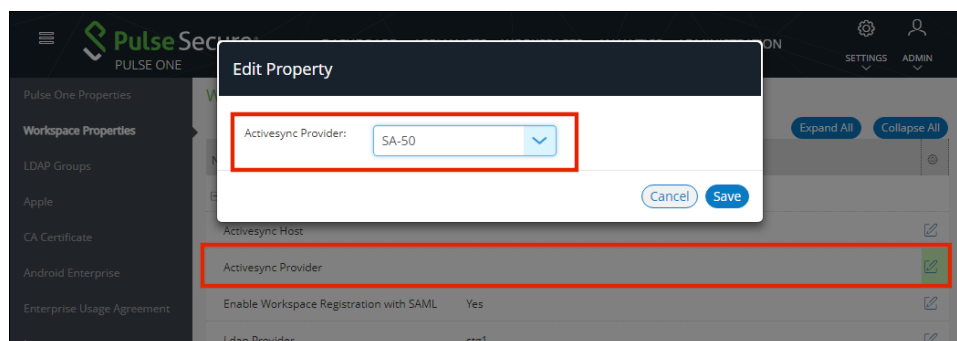 Pulse Secure
PULSE ONE
ON
SETTINGS
ADMIN
Edit Property
Activesync Provider:
SA-50
Cancel
Save
Pulse One Properties
Workspace Properties
LDAP Groups
Apple
CA Certificate
Android Enterprise
Enterprise Usage Agreement
Expand All
Collapse All
Activesync Host
Activesync Provider
Enable Workspace Registration with SAML Yes